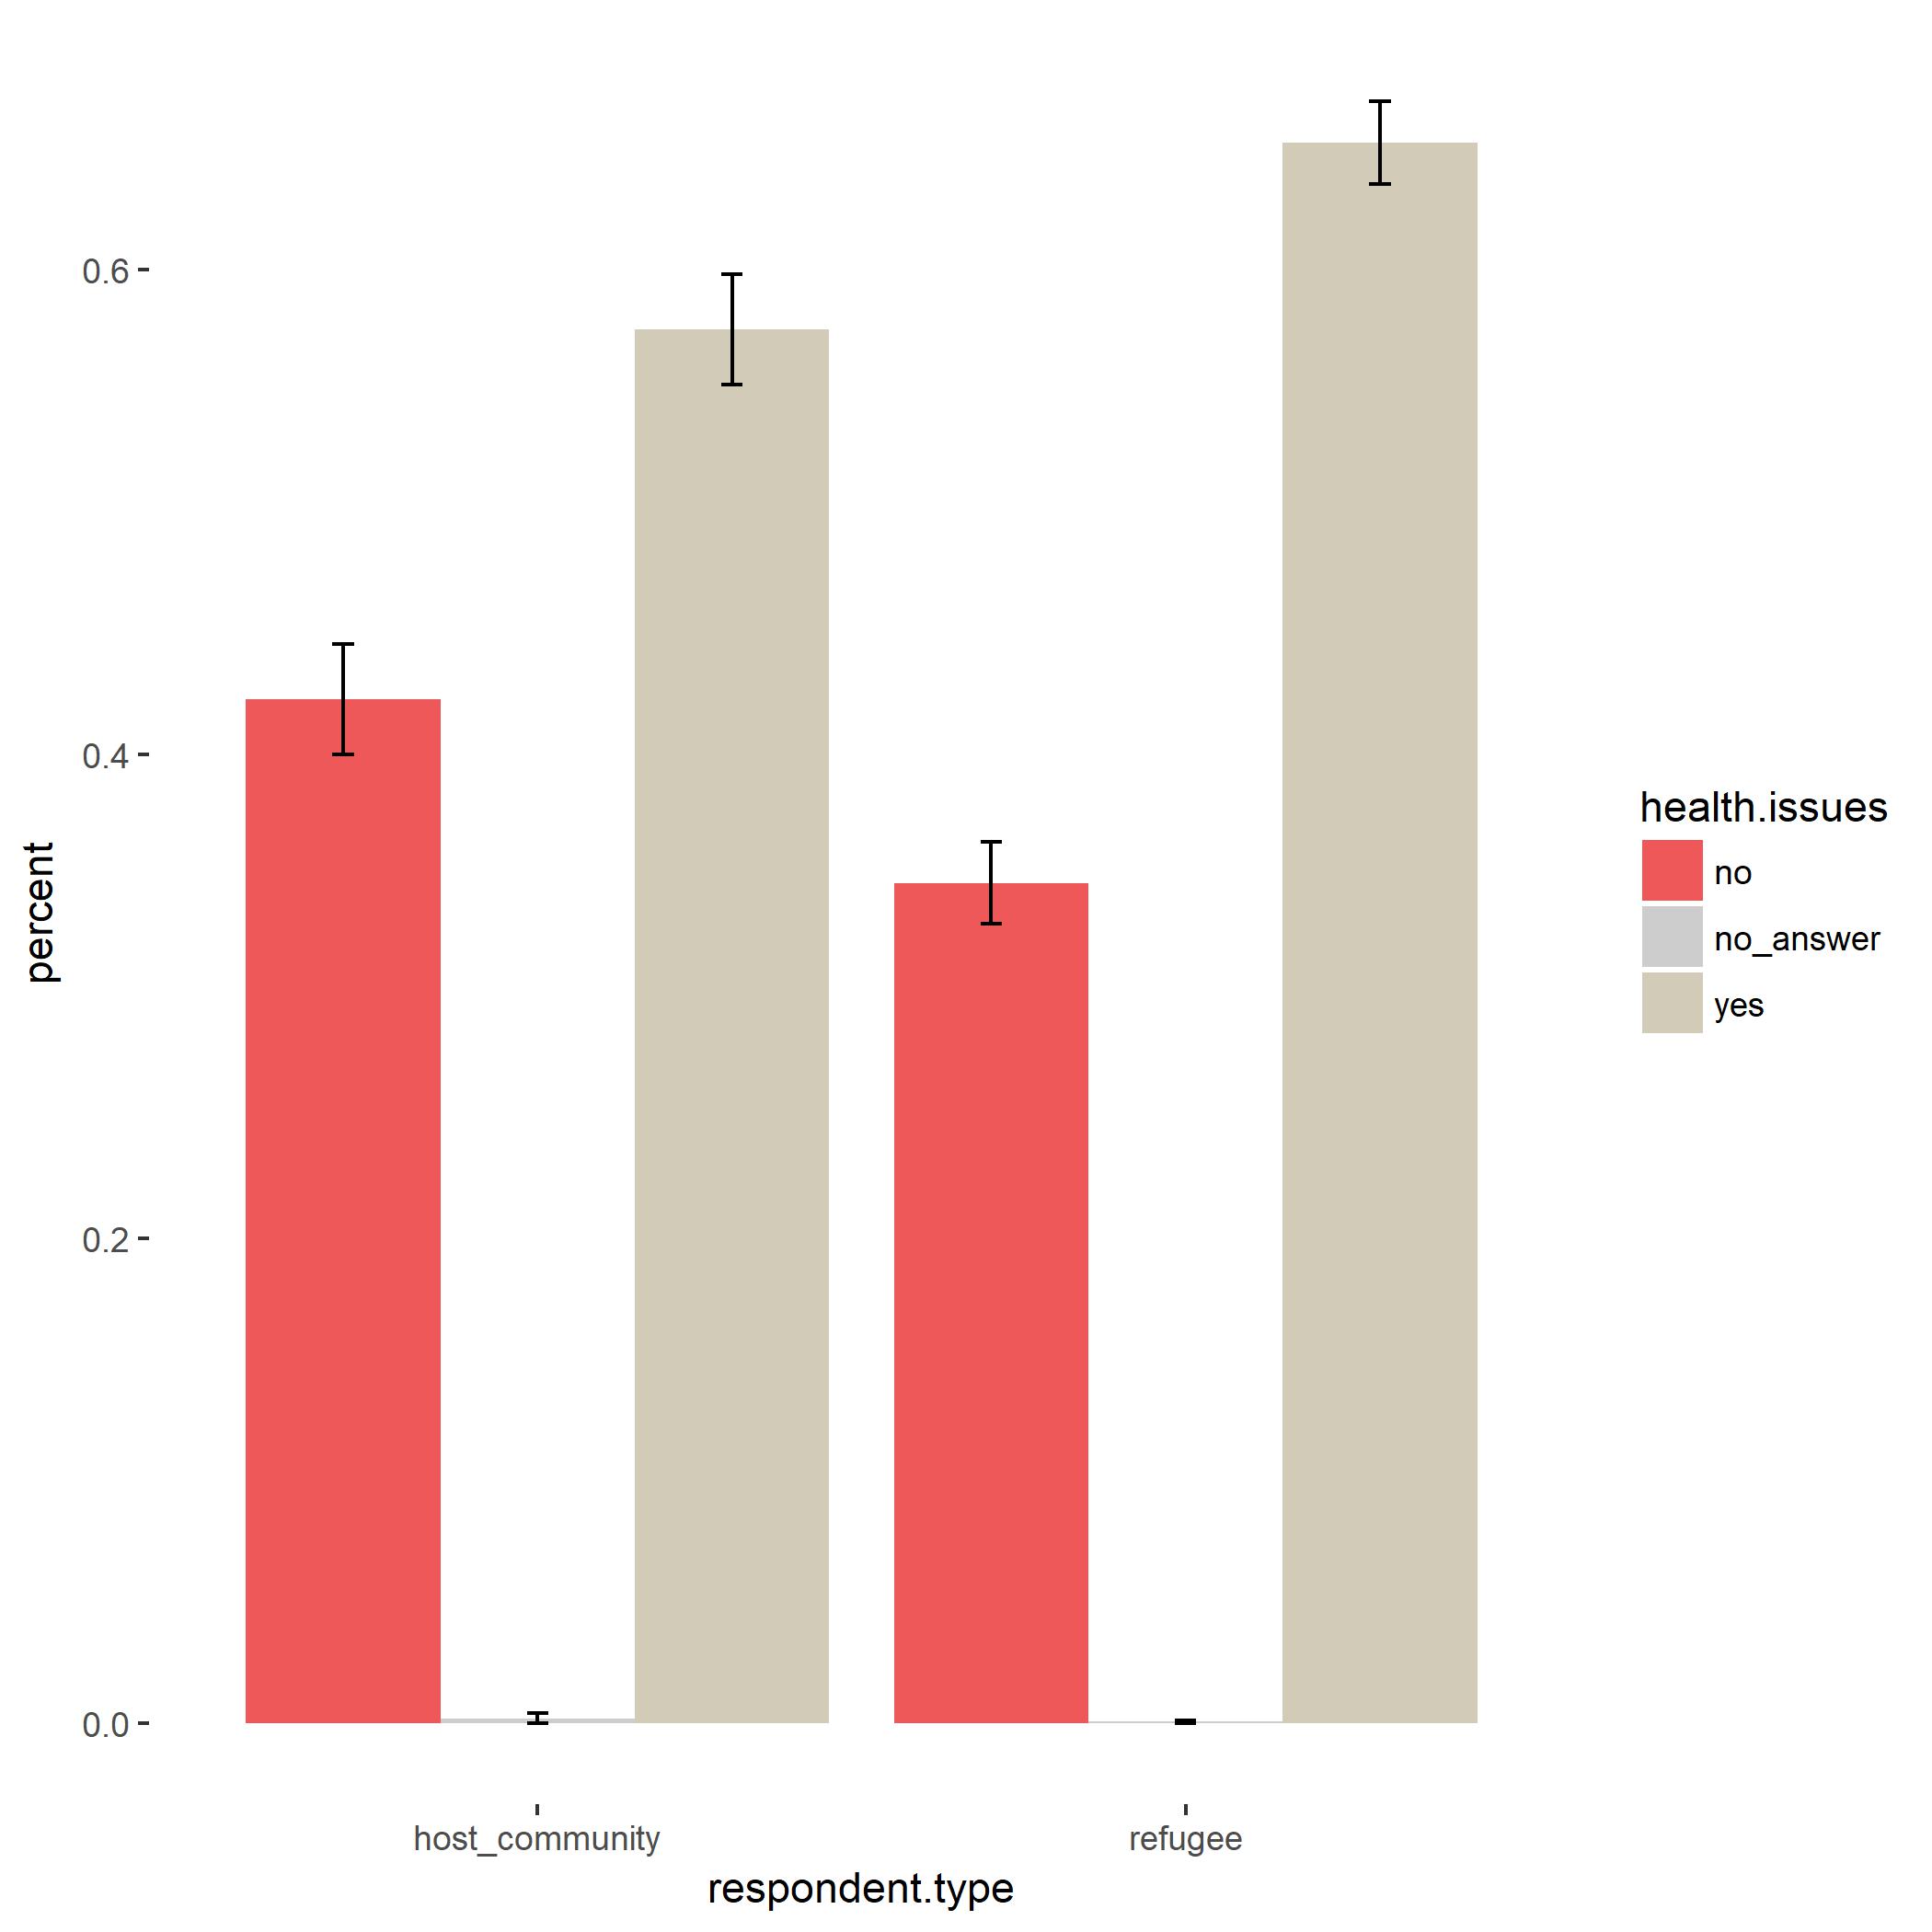 percent
0.6
0.4
0.2
0.0
host_community
refugee
respondent.type
health.issues
no
no_answer
yes